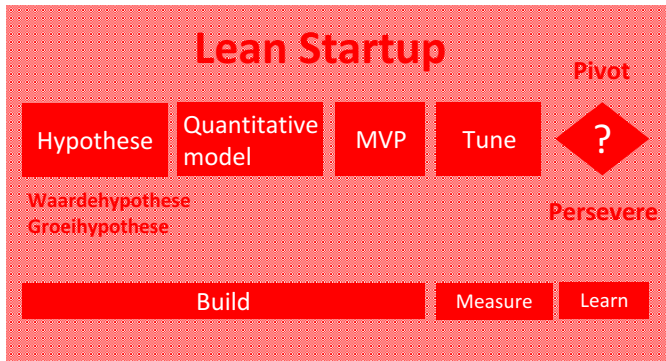 Lean Startup
Pivot
Hypothese
Quantitative
model
MVP
Tune
?
Waardehypothese
Groeihypothese
Persevere
Build
Measure
Learn